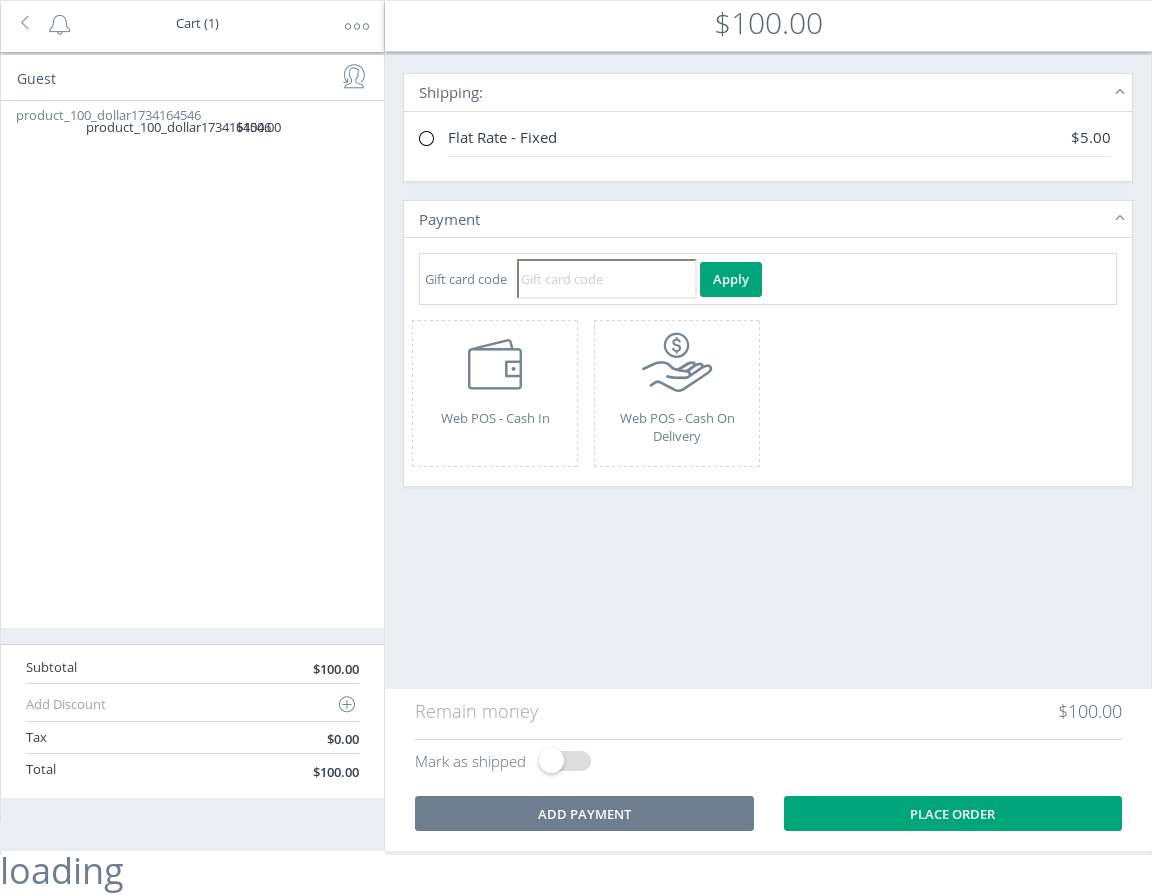 Cart (1)
$100.00
Guest
product_100_dollar1734164546
product_100_dollar1734164546
$100.00
Shipping:
Flat Rate - Fixed
$5.00
Payment
Gift card code
Gift card code
Apply
Web POS - Cash In
Web POS - Cash On
Delivery
Subtotal
$100.00
Add Discount
Tax
$0.00
Total
$100.00
Remain money
$100.00
Mark as shipped
ADD PAYMENT
PLACE ORDER
loading